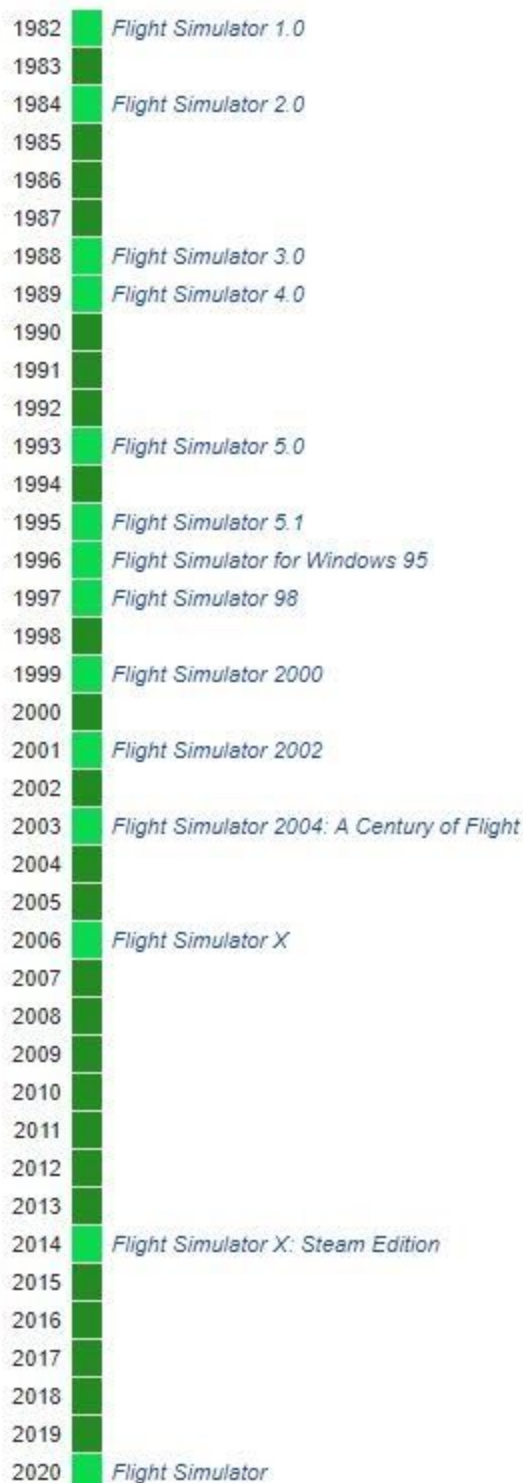 1982 Flight Simulator 1.0
1983
1984 Flight Simulator 2.0
1985
1986
1987
1988 Flight Simulator 3.0
1989 Flight Simulator 4.0
1990
1991
1992
1993 Flight Simulator 5.0
1994
1995 Flight Simulator 5.1
1996 Flight Simulator for Windows 95
1997 Flight Simulator 98
1998
1999 Flight Simulator 2000
2000
2001 Flight Simulator 2002
2002
2003 Flight Simulator 2004: A Century of Flight
2004
2005
2006 Flight Simulator X
2007
2008
2009
2010
2011
2012
2013
2014 Flight Simulator X: Steam Edition
2015
2016
2017
2018
2019
2020 Flight Simulator